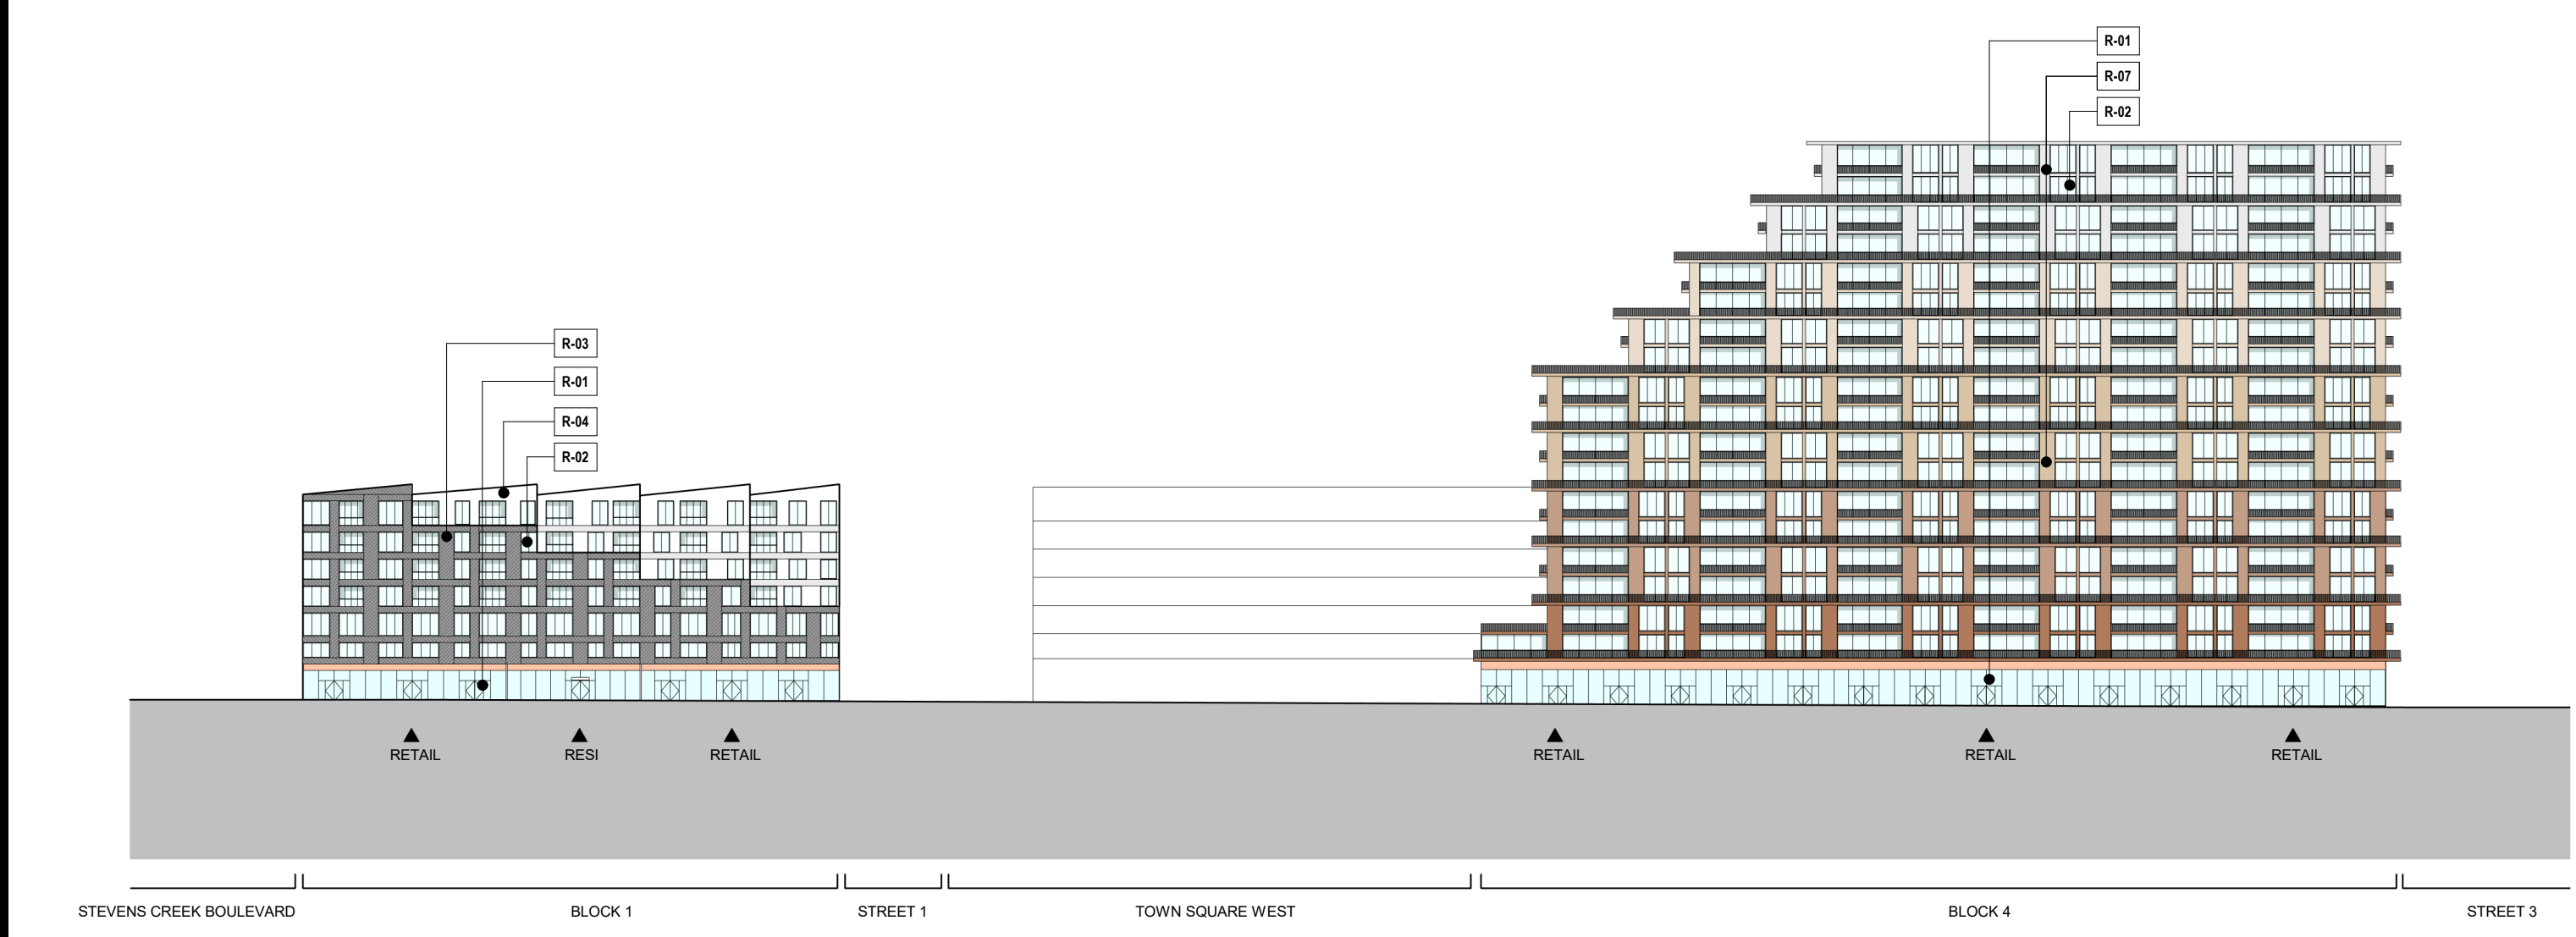 R-01
R-07
R-02
R-03
R-01
R-04
R-02
RETAIL
RESI
RETAIL
RETAIL
RETAIL
RETAIL
STEVENS CREEK BOULEVARD
BLOCK 1
STREET 1
TOWN SQUARE WEST
BLOCK 4
STREET 3